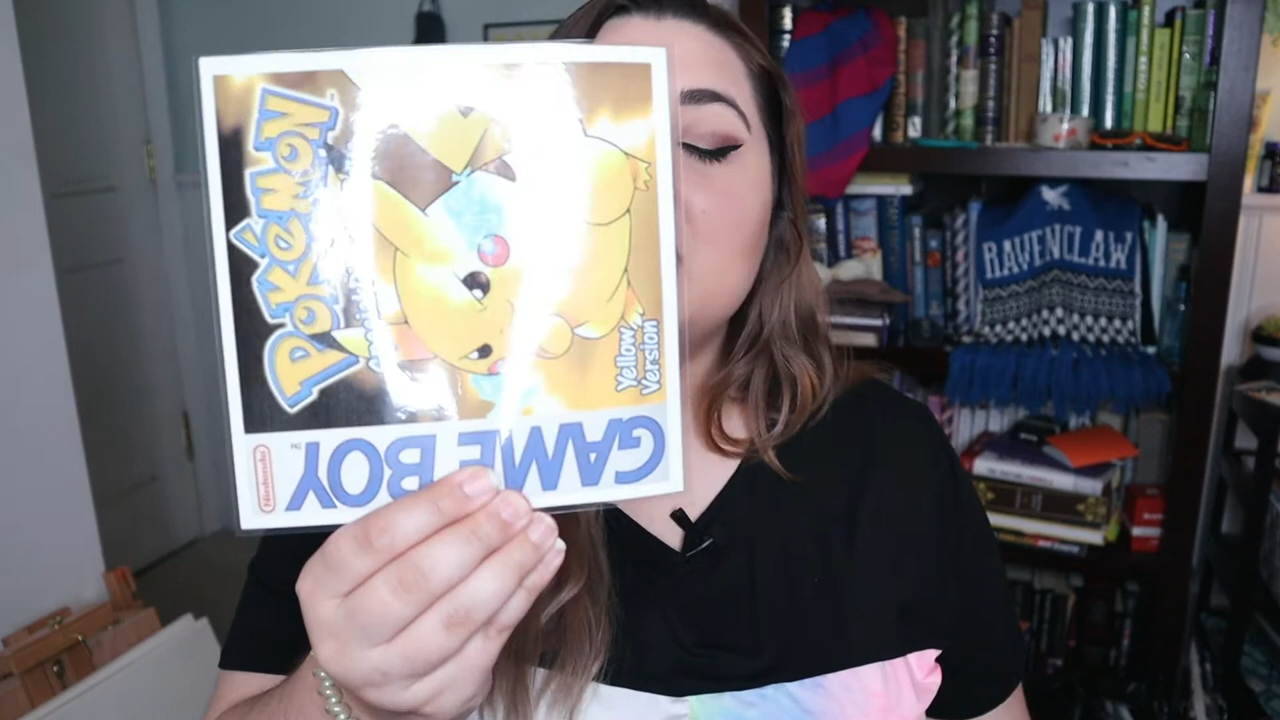 POKéMON
Yellow
Version
GAME BOY
Nintendo
RAVENCLAW